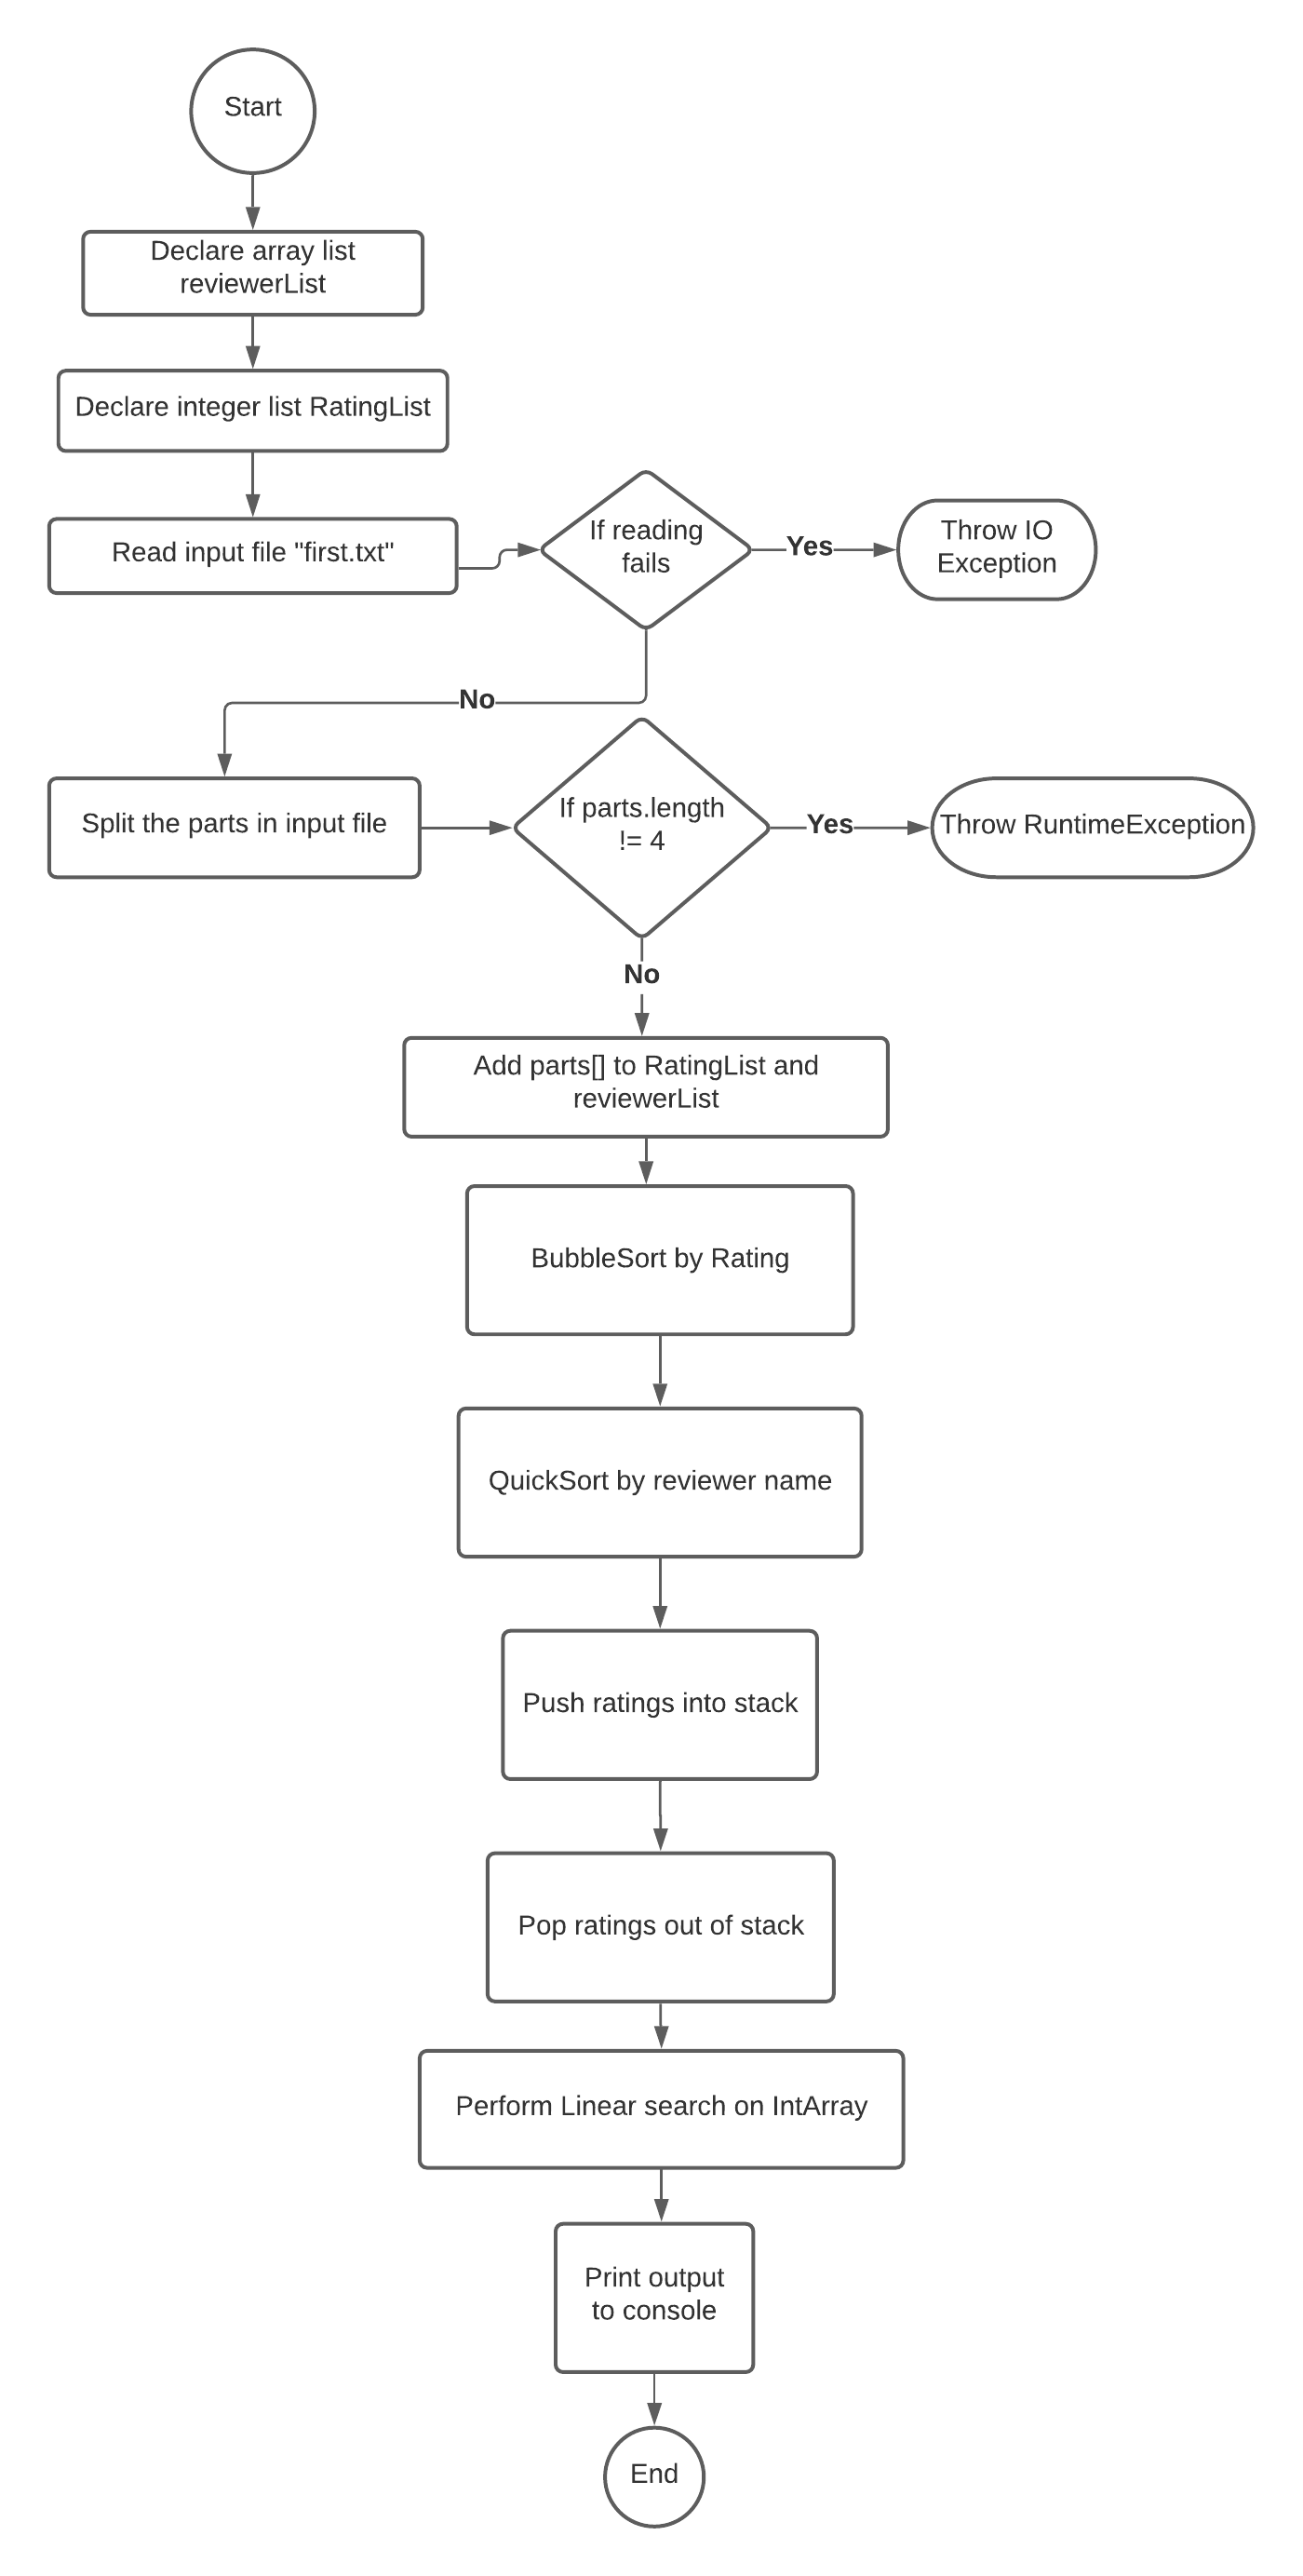 Start
Declare array list
reviewerList
Declare integer list RatingList
Read input file "first.txt"
If reading
fails
Yes
Throw IO
Exception
No
Split the parts in input file
If parts.length
!= 4
Yes
Throw RuntimeException
No
Add parts[] to RatingList and
reviewerList
BubbleSort by Rating
QuickSort by reviewer name
Push ratings into stack
Pop ratings out of stack
Perform Linear search on IntArray
Print output
to console
End